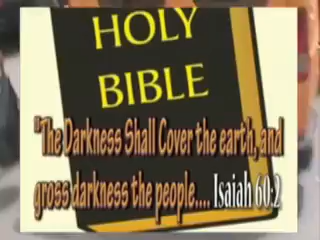 HOLY
BIBLE
"The Darkness Shall Cover the earth, and
gross darkness the people.... Isaiah 60:2